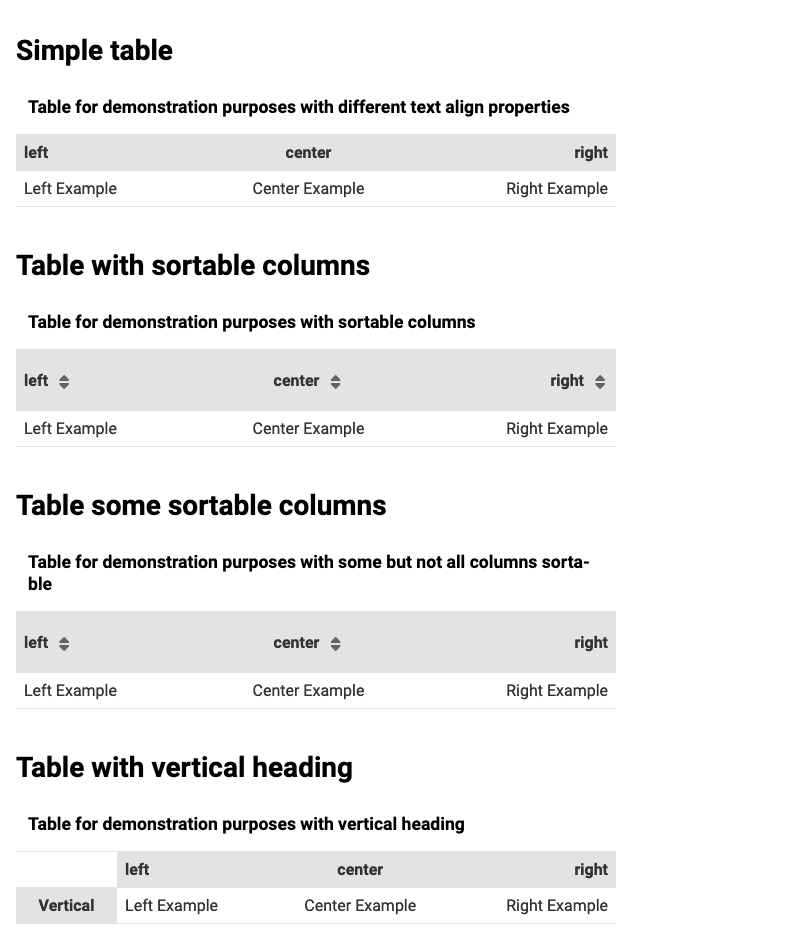 Simple table
Table for demonstration purposes with different text align properties
left center right
Left Example Center Example Right Example
Table with sortable columns
Table for demonstration purposes with sortable columns
left center right
Left Example Center Example Right Example
Table some sortable columns
Table for demonstration purposes with some but not all columns sorta-
ble
left center right
Left Example Center Example Right Example
Table with vertical heading
Table for demonstration purposes with vertical heading
left center right
Vertical Left Example Center Example Right Example